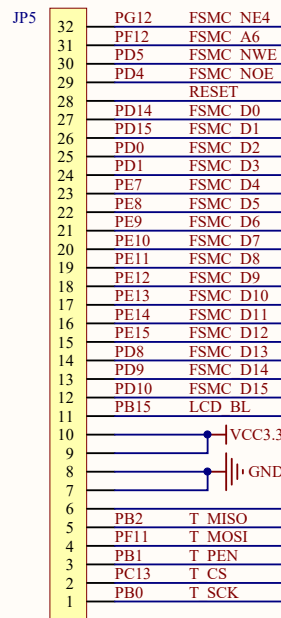 JP5
32 PG12 FSMC NE4
31 PF12 FSMC A6
30 PD5 FSMC NWE
29 PD4 FSMC NOE
28 RESET
27 PD14 FSMC D0
26 PD15 FSMC D1
25 PD0 FSMC D2
24 PD1 FSMC D3
23 PE7 FSMC D4
22 PE8 FSMC D5
21 PE9 FSMC D6
20 PE10 FSMC D7
19 PE11 FSMC D8
18 PE12 FSMC D9
17 PE13 FSMC D10
16 PE14 FSMC D11
15 PE15 FSMC D12
14 PD8 FSMC D13
13 PD9 FSMC D14
12 PD10 FSMC D15
11 PB15 LCD BL
10 VCC3.3
9
8 GND
7
6
5 PB2 T MISO
4 PF11 T MOSI
3 PB1 T PEN
2 PC13 T CS
1 PB0 T SCK